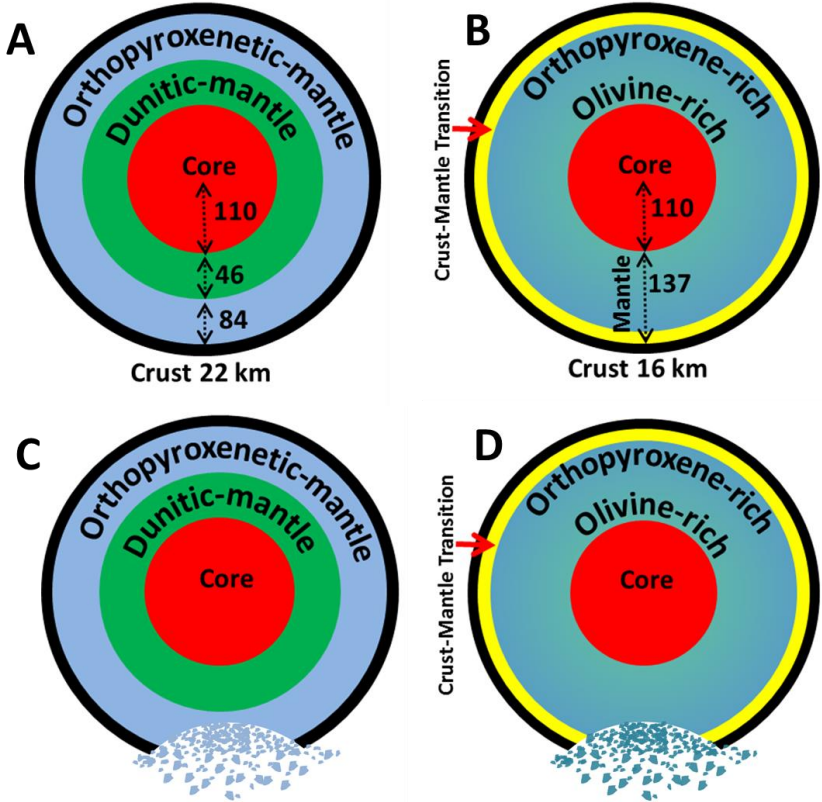 A
Orthopyroxenetic-mantle
Dunitic-mantle
Core
110
46
84
Crust 22 km
B
Crust-Mantle Transition
Orthopyroxene-rich
Olivine-rich
Core
110
Mantle
137
Crust 16 km
C
Orthopyroxenetic-mantle
Dunitic-mantle
Core
D
Crust-Mantle Transition
Orthopyroxene-rich
Olivine-rich
Core